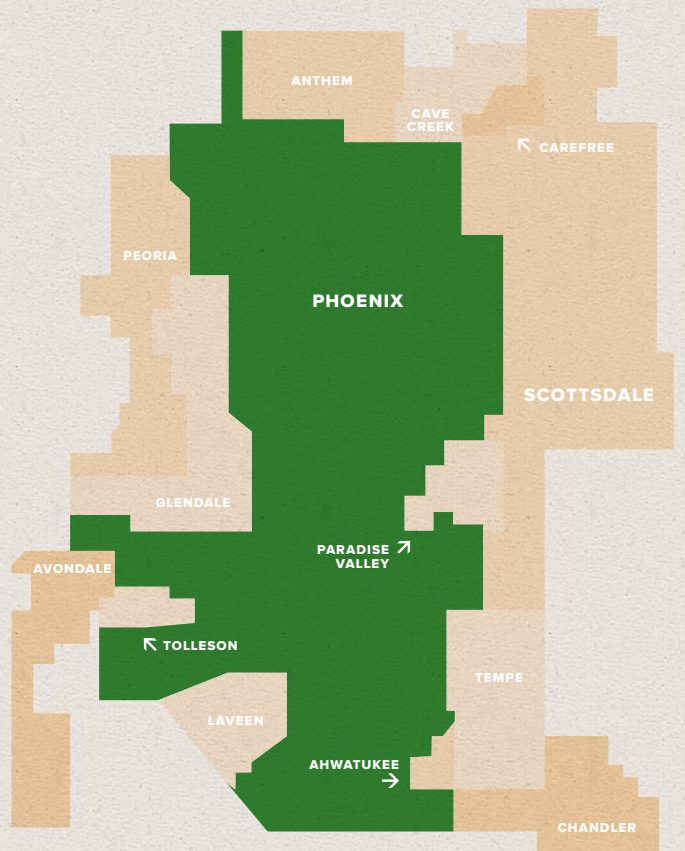 ANTHEM
CAVE
CREEK
CAREFREE
PEORIA
PHOENIX
SCOTTSDALE
GLENDALE
PARADISE
VALLEY
AVONDALE
TOLLESON
TEMPE
LAVEEN
AHWATUKEE
CHANDLER